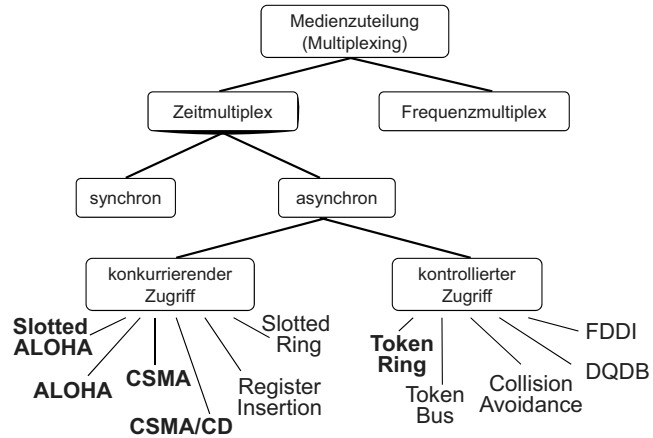 Medienzuteilung
(Multiplexing)
Zeitmultiplex
Frequenzmultiplex
synchron
asynchron
konkurrierender
Zugriff
kontrollierter
Zugriff
Slotted
ALOHA
ALOHA
CSMA
CSMA/CD
Register
Insertion
Slotted
Ring
Token
Ring
Token
Bus
Collision
Avoidance
DQDB
FDDI